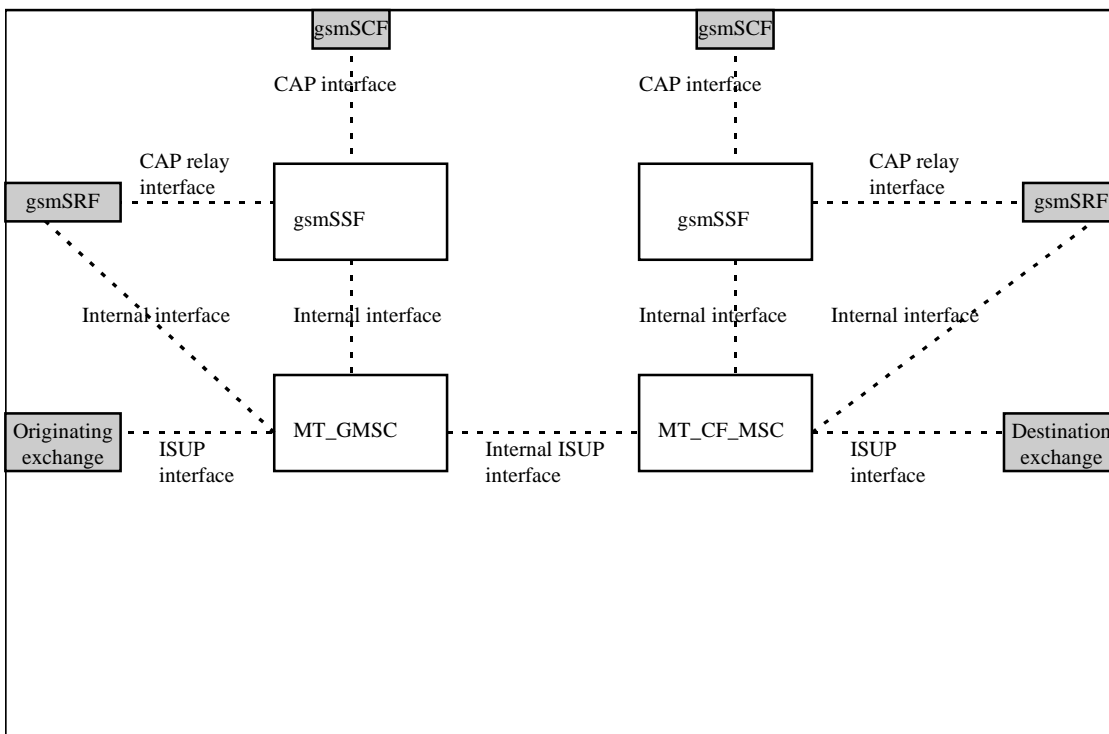 gsmSCF
gsmSCF
CAP interface
CAP interface
CAP relay
interface
CAP relay
interface
gsmSRF
gsmSSF
gsmSSF
gsmSRF
Internal interface
Internal interface
Internal interface
Internal interface
Originating
exchange
ISUP
interface
MT_GMSC
Internal ISUP
interface
MT_CF_MSC
ISUP
interface
Destination
exchange